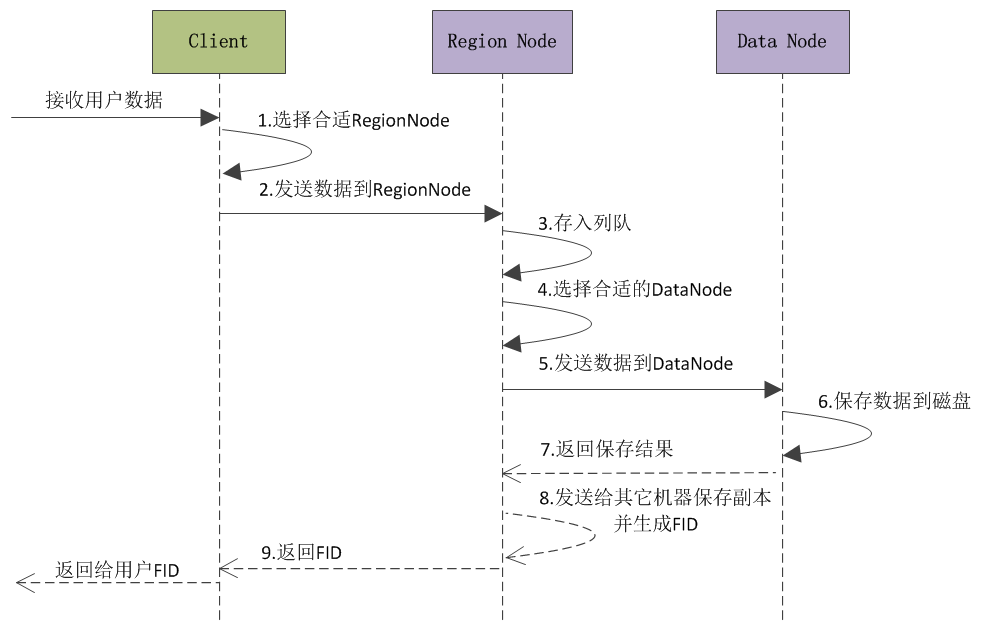 Client
Region Node
Data Node
接收用户数据
1.选择合适RegionNode
2.发送数据到RegionNode
3.存入列队
4.选择合适的DataNode
5.发送数据到DataNode
6.保存数据到磁盘
7.返回保存结果
8.发送给其它机器保存副本
并生成FID
9.返回FID
返回给用户FID